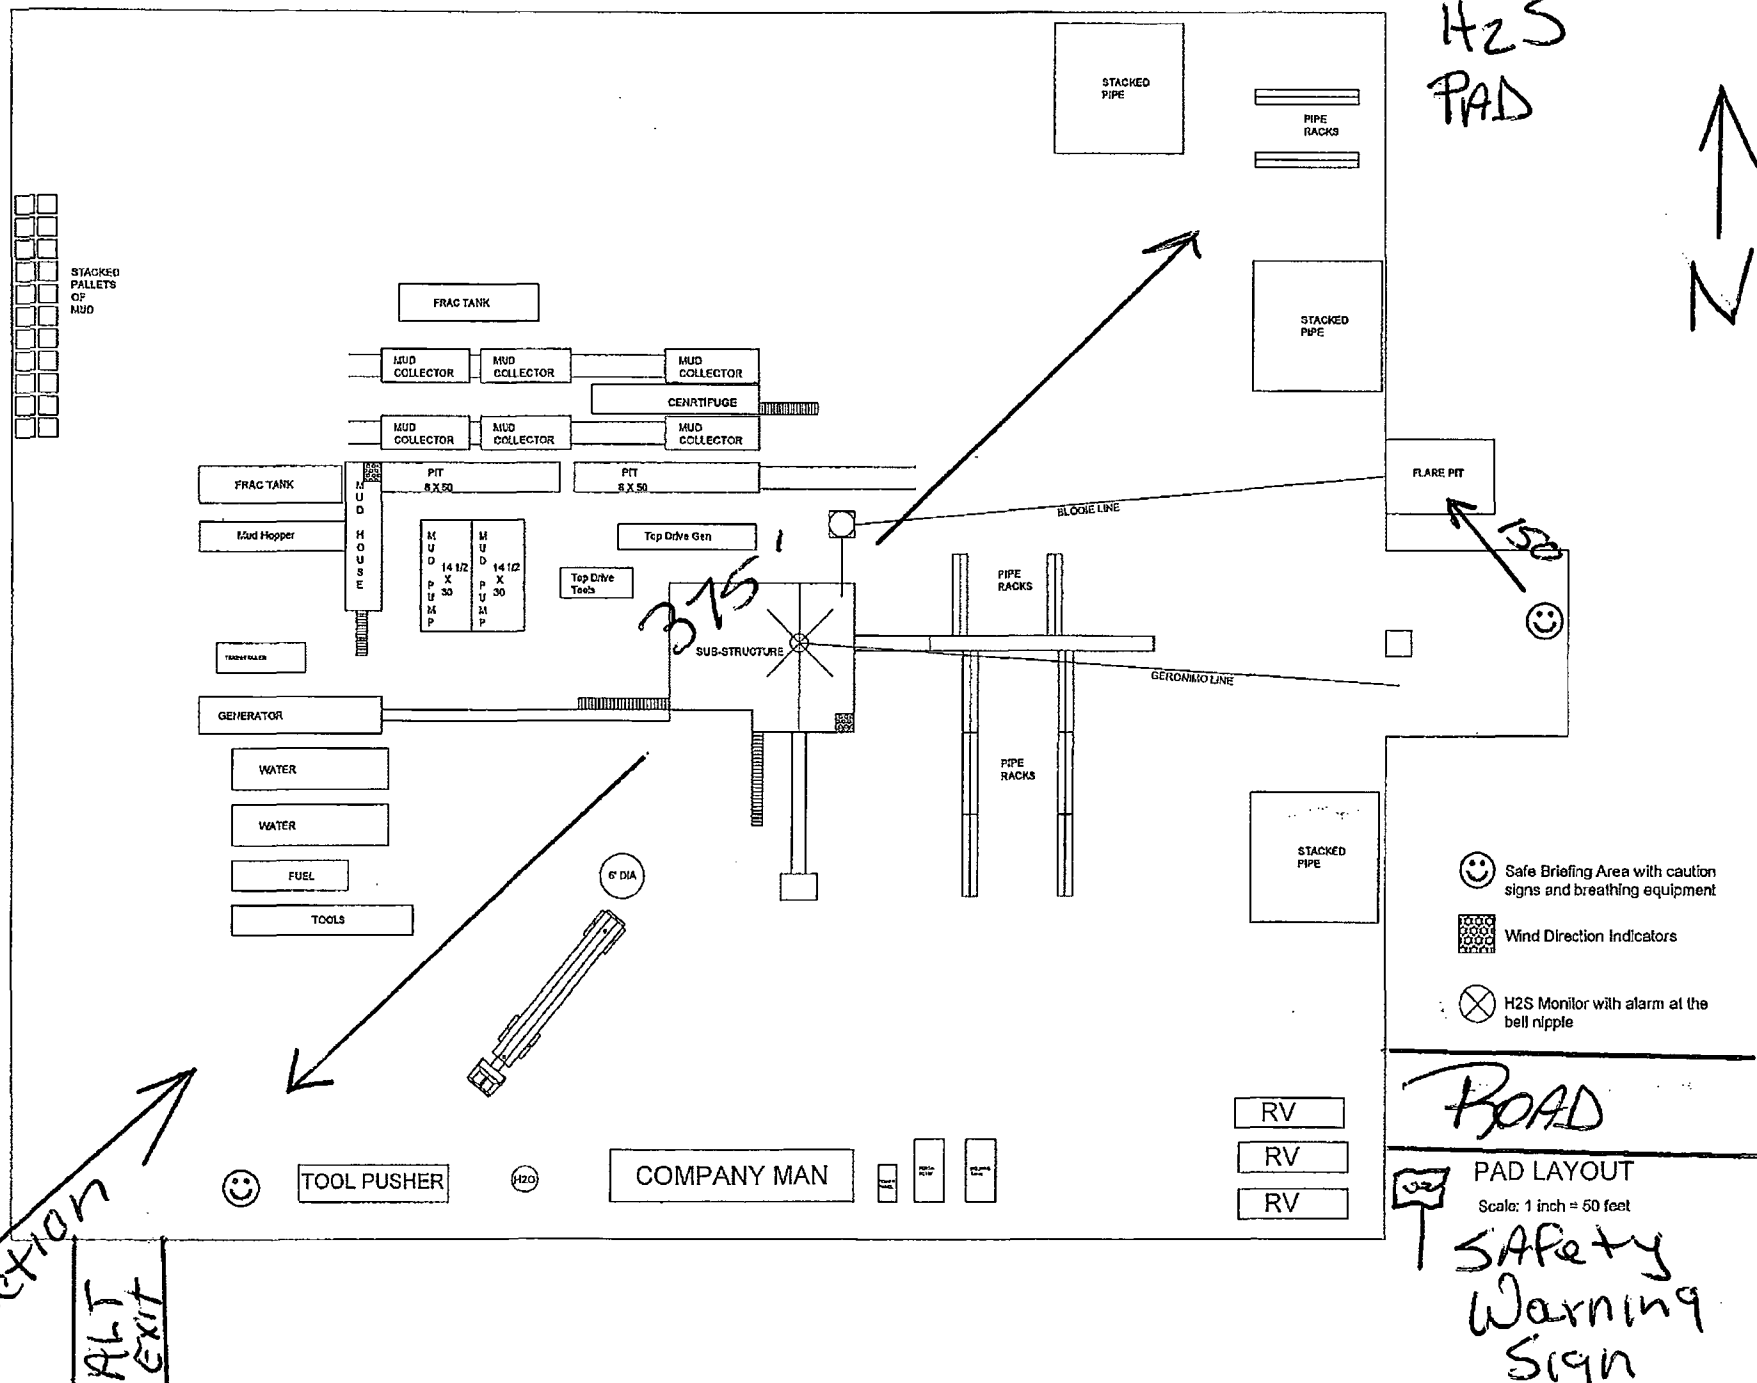 H2S
PAD
N
STACKED
PIPE
PIPE
RACKS
STACKED
PALLETS
OF
MUD
FRAC TANK
STACKED
PIPE
MUD
COLLECTOR
MUD
COLLECTOR
MUD
COLLECTOR
CENRTIFUGE
MUD
COLLECTOR
MUD
COLLECTOR
MUD
COLLECTOR
FRAC TANK
MUD HOUSE
PIT
8 X 50
PIT
8 X 50
FLARE PIT
BLOOIE LINE
150
Mud Hopper
MUD PUMP
14 1/2
X
30
MUD PUMP
14 1/2
X
30
Top Drive Gen
Top Drive
Tools
375'
SUB-STRUCTURE
PIPE
RACKS
GERONIMO LINE
GENERATOR
WATER
WATER
FUEL
TOOLS
PIPE
RACKS
6' DIA
STACKED
PIPE
Safe Briefing Area with caution
signs and breathing equipment
Wind Direction Indicators
H2S Monitor with alarm at the
bell nipple
ROAD
RV
RV
RV
TOOL PUSHER
H2O
COMPANY MAN
PAD LAYOUT
Scale: 1 inch = 50 feet
SAfety
Warning
Sign
ction
ALT
Exit